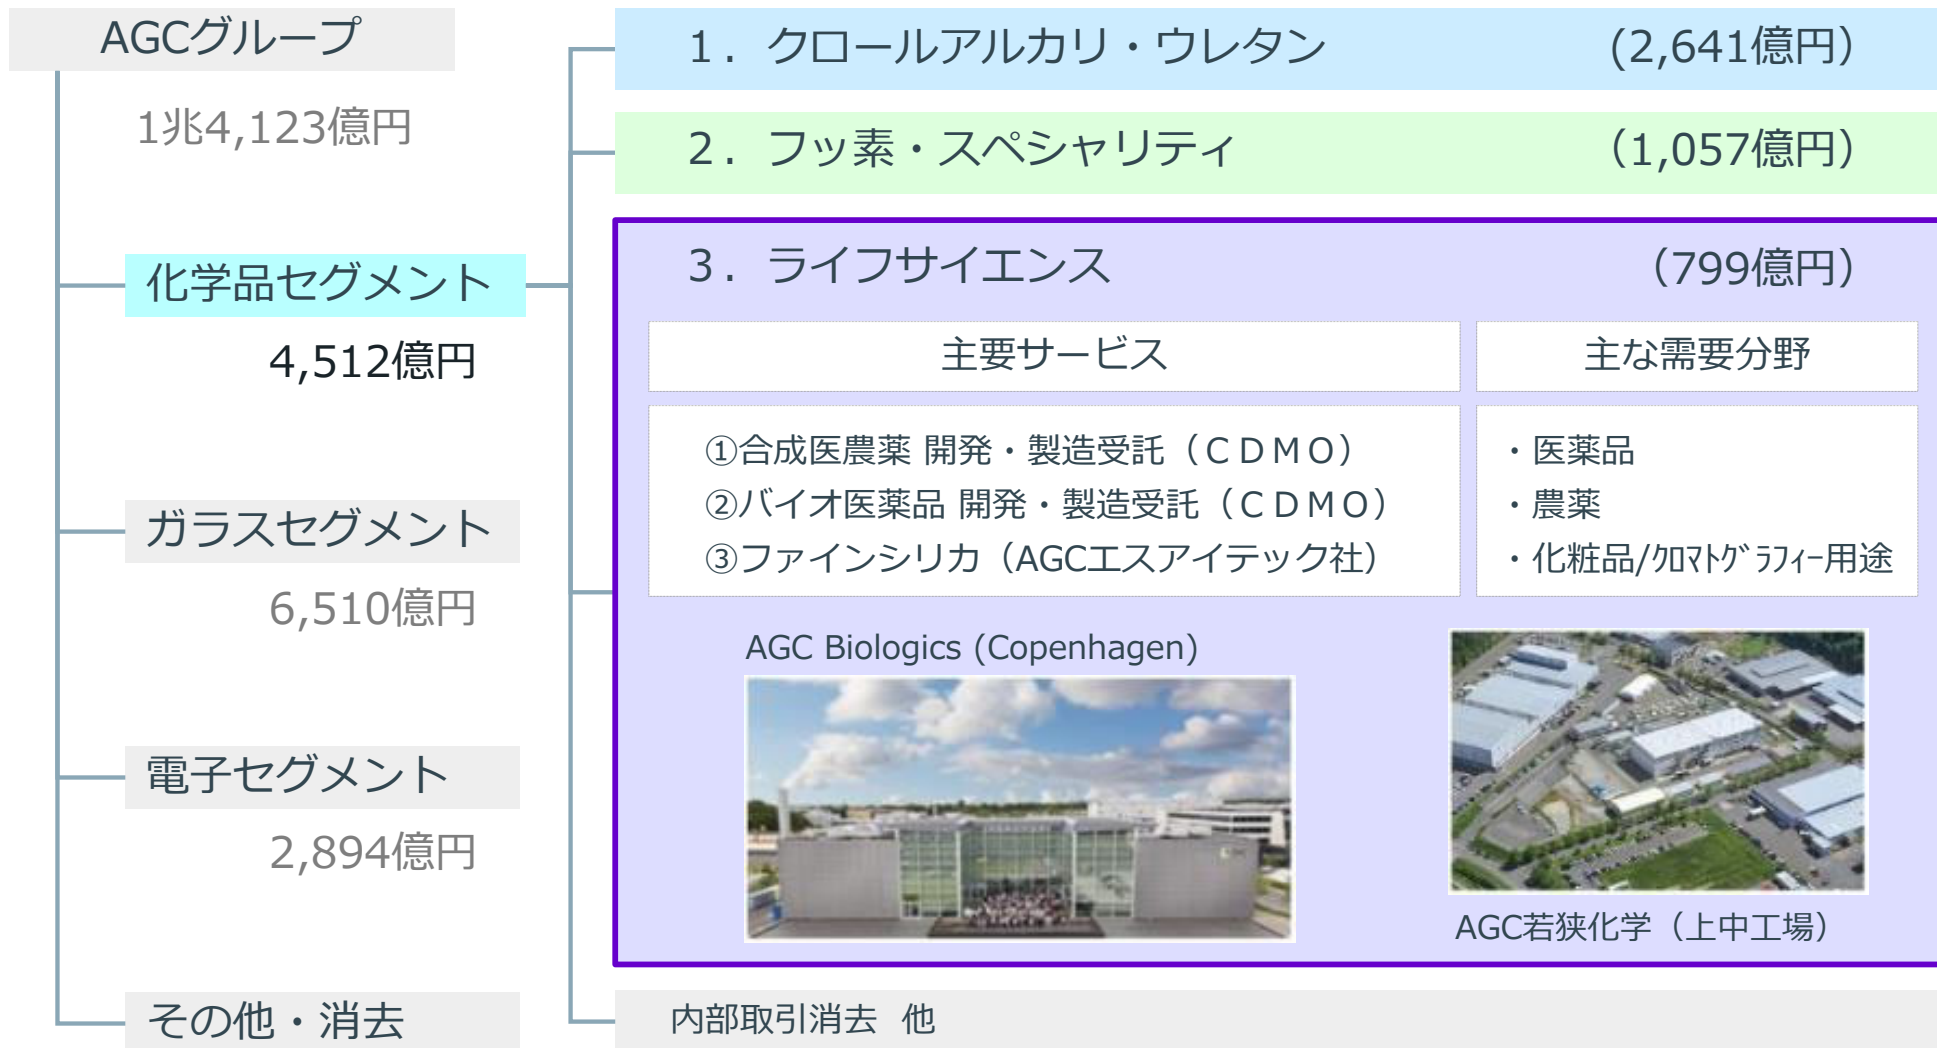 AGCグループ
1兆4,123億円
化学品セグメント
4,512億円
ガラスセグメント
6,510億円
電子セグメント
2,894億円
その他・消去
1．クロールアルカリ・ウレタン (2,641億円）
2．フッ素・スペシャリティ （1,057億円）
3．ライフサイエンス （799億円）
主要サービス
主な需要分野
①合成医農薬 開発・製造受託（ＣＤＭＯ）
②バイオ医薬品 開発・製造受託（ＣＤＭＯ）
③ファインシリカ（AGCエスアイテック社）
・医薬品
・農薬
・化粧品/ｸﾛﾏﾄｸﾞﾗﾌｨｰ用途
AGC Biologics (Copenhagen)
AGC若狭化学（上中工場）
内部取引消去 他